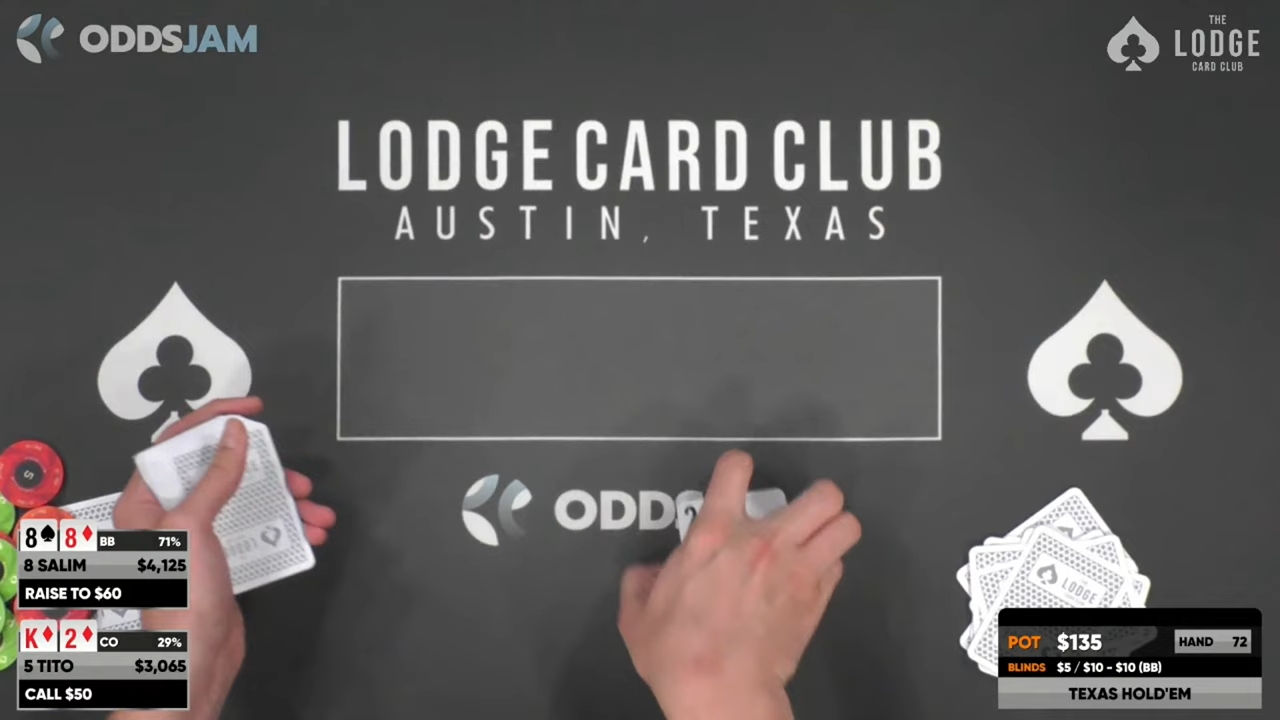 ODDSJAM
THE
LODGE
CARD CLUB
LODGE CARD CLUB
AUSTIN, TEXAS
ODDS
8♠ 8♦ BB 71%
8 SALIM $4,125
RAISE TO $60
K♦ 2♦ CO 29%
5 TITO $3,065
CALL $50
LODGE
POT $135 HAND 72
BLINDS $5 / $10 - $10 (BB)
TEXAS HOLD'EM